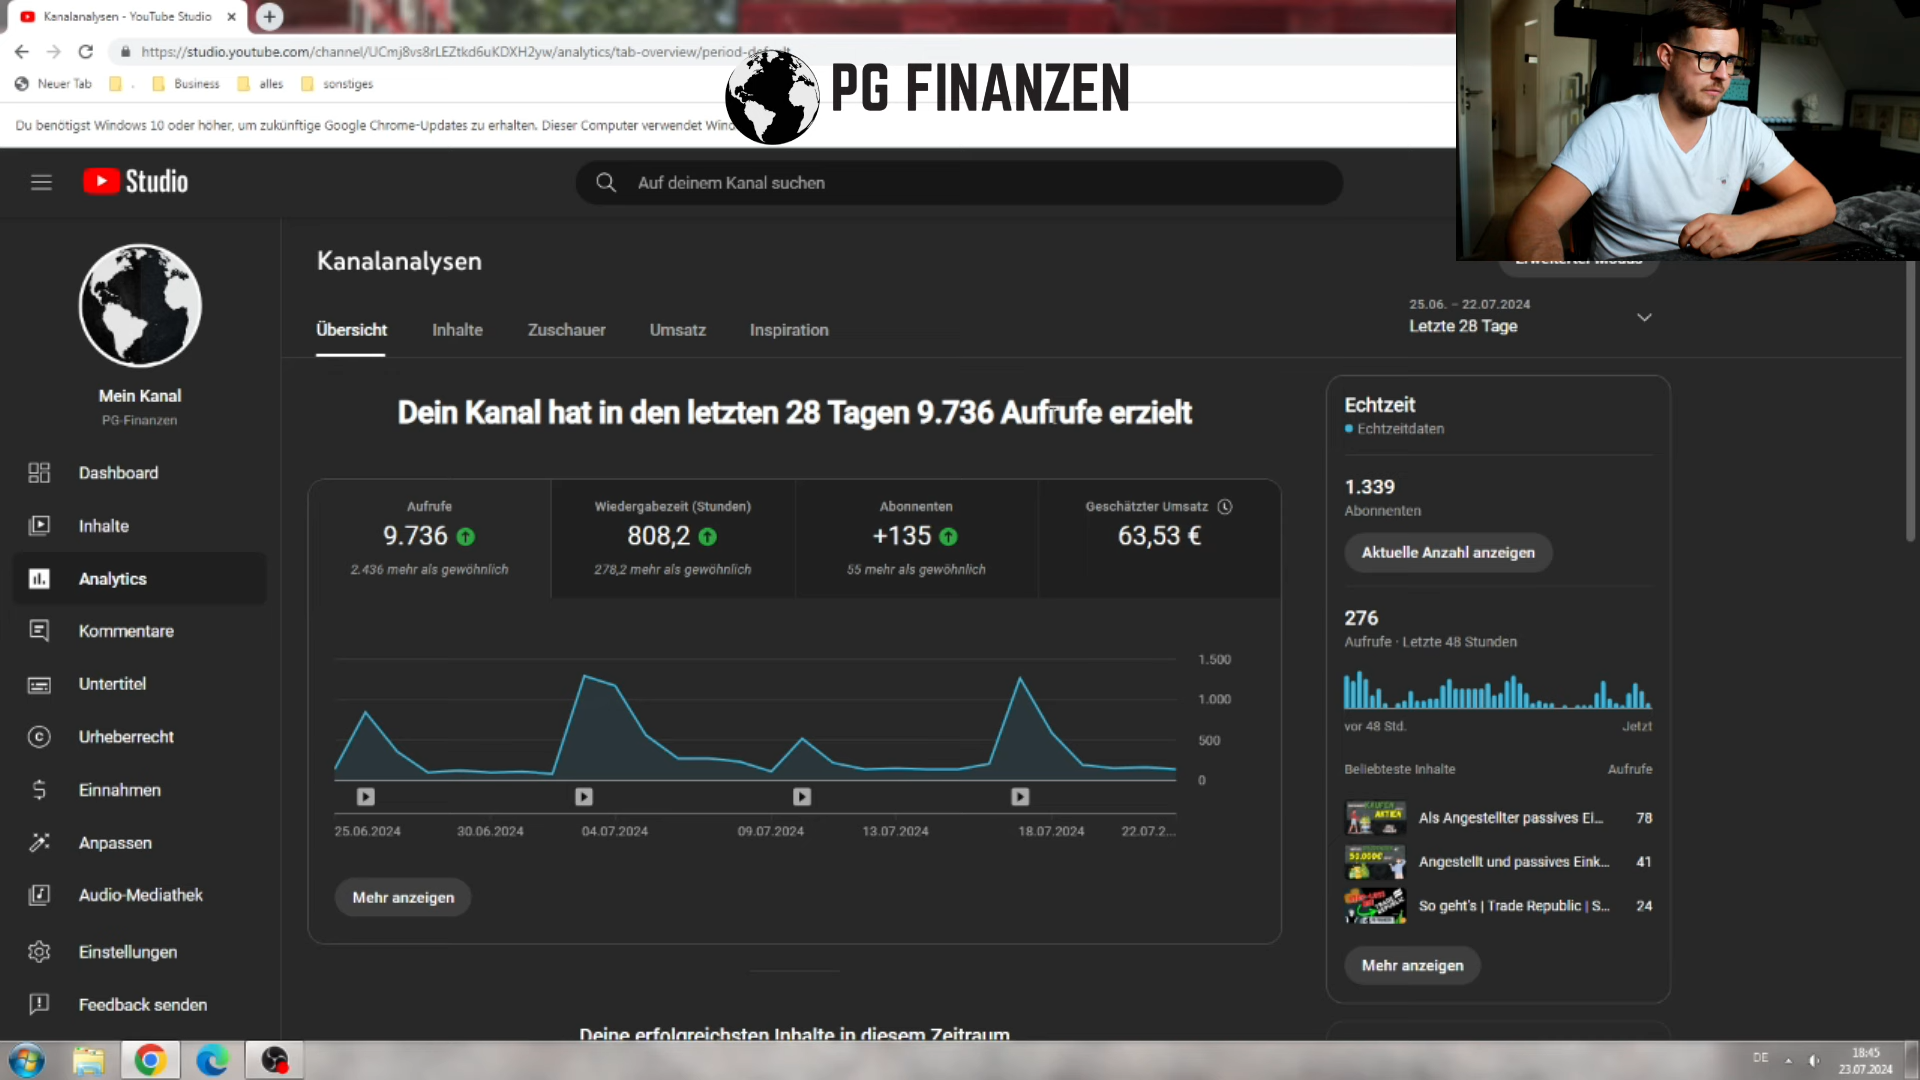 Kanalanalysen - YouTube Studio
https://studio.youtube.com/channel/UCmj8vs8rLEZtkd6uKDXH2yw/analytics/tab-overview/period-default
Neuer Tab
.
Business
alles
sonstiges
PG FINANZEN
Du benötigst Windows 10 oder höher, um zukünftige Google Chrome-Updates zu erhalten. Dieser Computer verwendet
Studio
Auf deinem Kanal suchen
Mein Kanal
PG-Finanzen
Dashboard
Inhalte
Analytics
Kommentare
Untertitel
Urheberrecht
Einnahmen
Anpassen
Audio-Mediathek
Einstellungen
Feedback senden
Kanalanalysen
Erweiterter Modus
Übersicht
Inhalte
Zuschauer
Umsatz
Inspiration
25.06. – 22.07.2024
Letzte 28 Tage
Dein Kanal hat in den letzten 28 Tagen 9.736 Aufrufe erzielt
Aufrufe
9.736
2.436 mehr als gewöhnlich
Wiedergabezeit (Stunden)
808,2
278,2 mehr als gewöhnlich
Abonnenten
+135
55 mehr als gewöhnlich
Geschätzter Umsatz
63,53 €
1.500
1.000
500
0
25.06.2024
30.06.2024
04.07.2024
09.07.2024
13.07.2024
18.07.2024
22.07.2...
Mehr anzeigen
Deine erfolgreichsten Inhalte in diesem Zeitraum
Echtzeit
Echtzeitdaten
1.339
Abonnenten
Aktuelle Anzahl anzeigen
276
Aufrufe · Letzte 48 Stunden
vor 48 Std.
Jetzt
Beliebteste Inhalte
Aufrufe
Als Angestellter passives Ei...
78
Angestellt und passives Eink...
41
So geht's | Trade Republic | S...
24
Mehr anzeigen
DE
18:45
23.07.2024